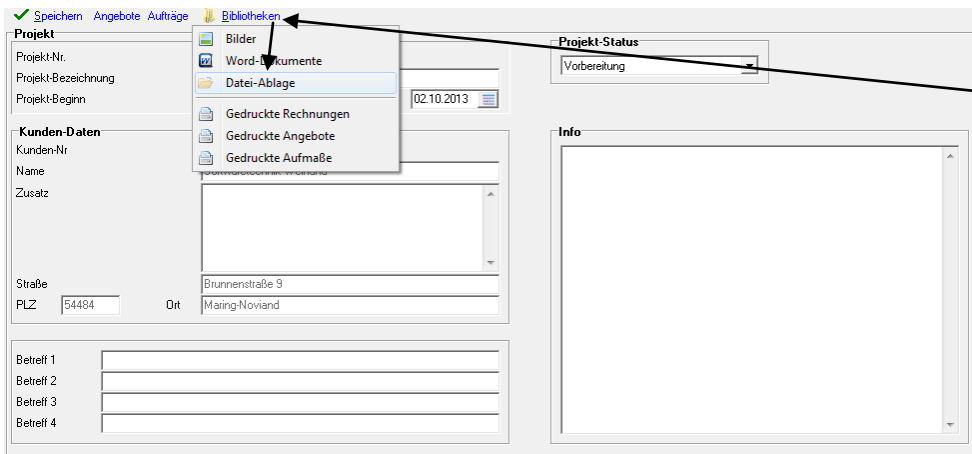 Speichern Angebote Aufträge Bibliotheken
Projekt
Projekt-Nr.
Projekt-Bezeichnung
Projekt-Beginn 02.10.2013
Bilder
Word-Dokumente
Datei-Ablage
Gedruckte Rechnungen
Gedruckte Angebote
Gedruckte Aufmaße
Projekt-Status
Vorbereitung
Kunden-Daten
Kunden-Nr
Name
Zusatz
Straße Brunnenstraße 9
PLZ 54484 Ort Maring-Noviand
Info
Betreff 1
Betreff 2
Betreff 3
Betreff 4